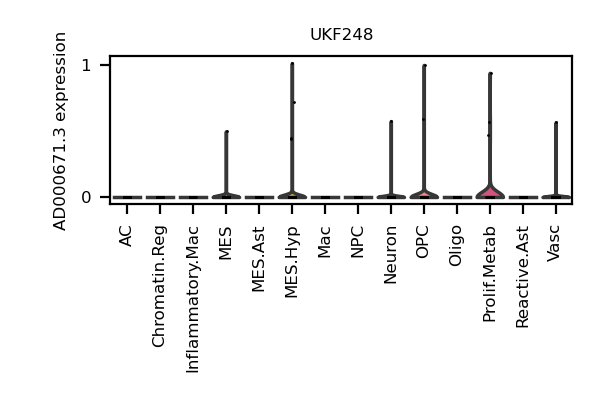 UKF248
AD000671.3 expression
1
0
AC
Chromatin.Reg
Inflammatory.Mac
MES
MES.Ast
MES.Hyp
Mac
NPC
Neuron
OPC
Oligo
Prolif.Metab
Reactive.Ast
Vasc